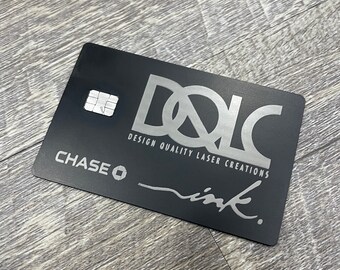 DQLC
DESIGN QUALITY LASER CREATIONS
CHASE
ink.